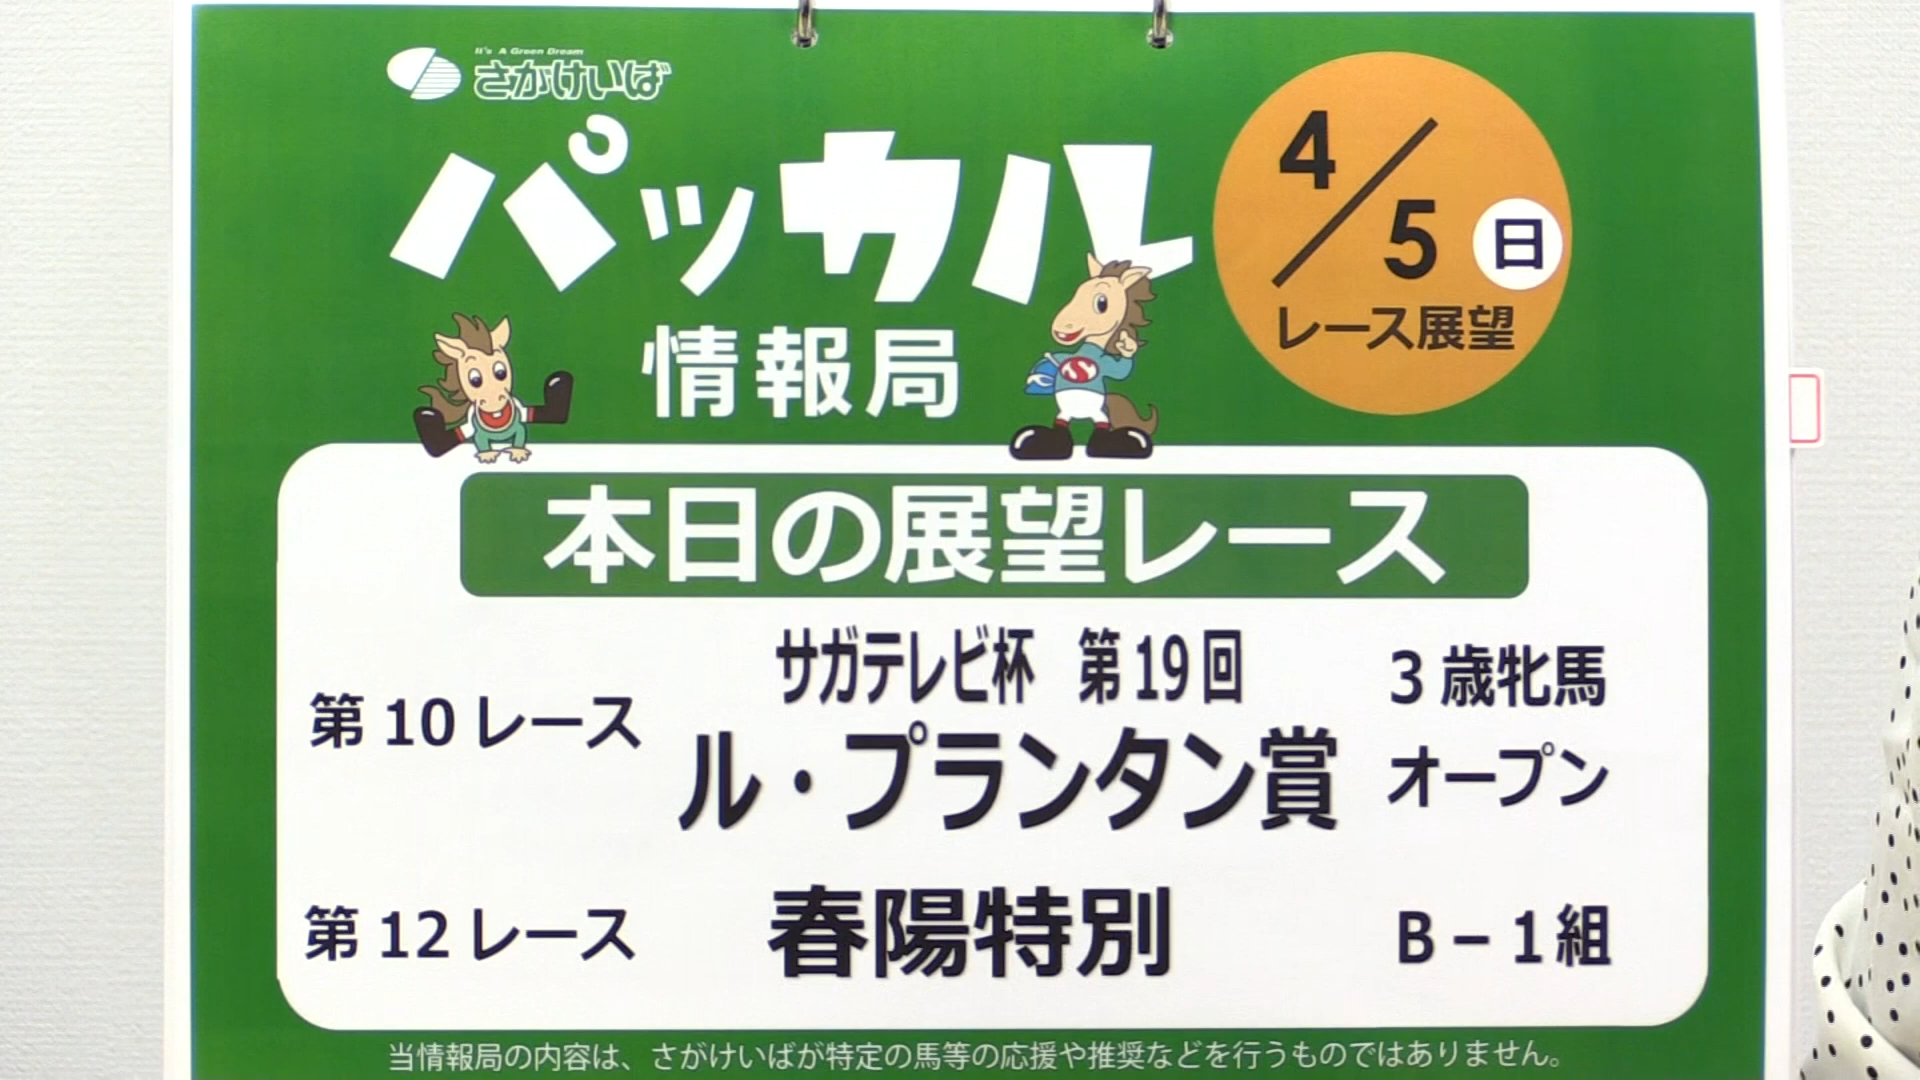 It's A Green Dream
さがけいば
パッカル
情報局
4/5 日
レース展望
本日の展望レース
第10レース サガテレビ杯 第19回 ル・プランタン賞 3歳牝馬 オープン
第12レース 春陽特別 B－1組
当情報局の内容は、さがけいばが特定の馬等の応援や推奨などを行うものではありません。